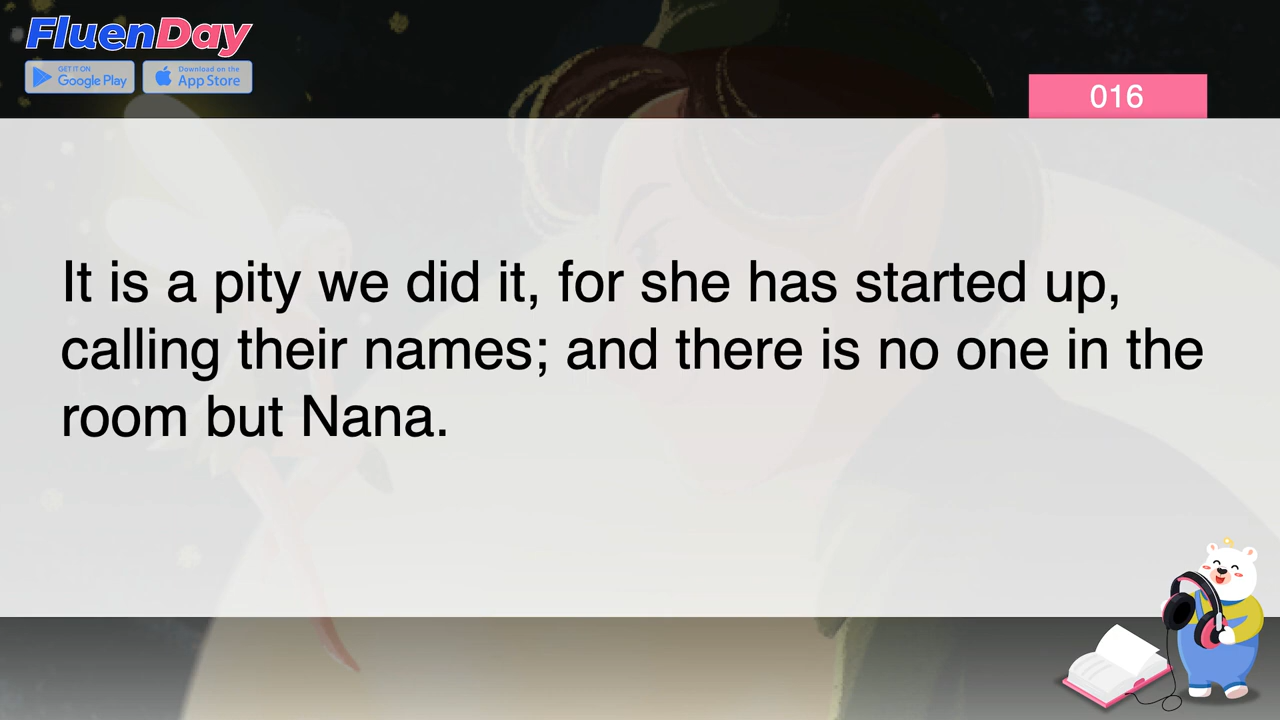 FluenDay
GET IT ON
Google Play
Download on the
App Store
016
It is a pity we did it, for she has started up,
calling their names; and there is no one in the
room but Nana.